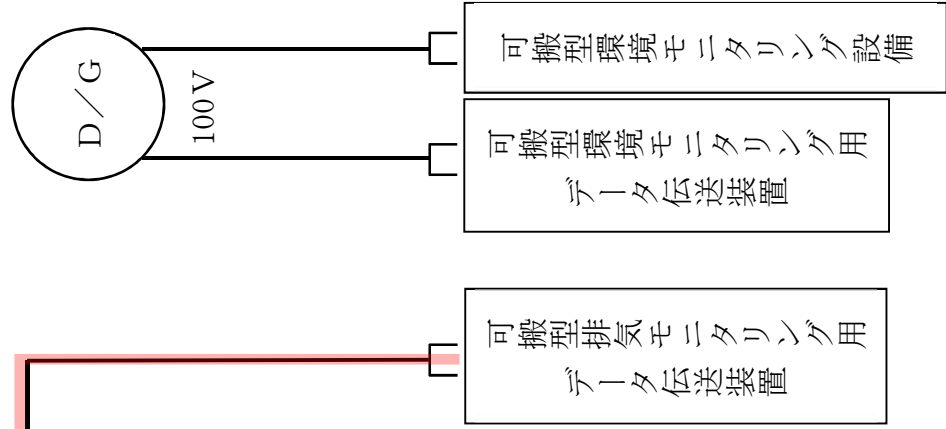 D／G
100V
可搬型環境モニタリング設備
可搬型環境モニタリング用
データ伝送装置
可搬型排気モニタリング用
データ伝送装置